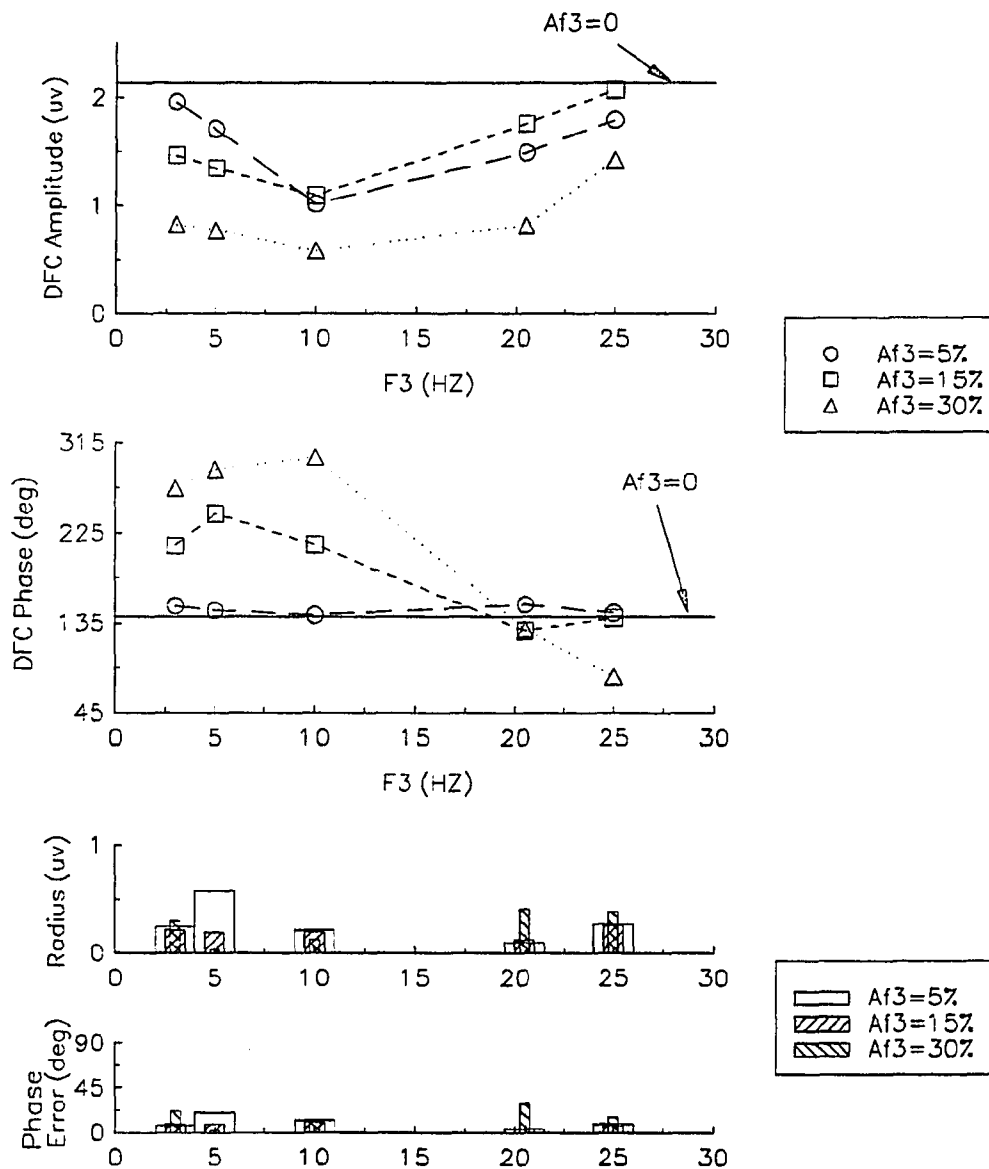 Af3=0
DFC Amplitude (uv)
2
1
0
0 5 10 15 20 25 30
F3 (HZ)
Af3=5%
Af3=15%
Af3=30%
DFC Phase (deg)
315
225
135
45
Af3=0
0 5 10 15 20 25 30
F3 (HZ)
Radius (uv)
1
0
0 5 10 15 20 25 30
Af3=5%
Af3=15%
Af3=30%
Phase
Error (deg)
90
45
0
0 5 10 15 20 25 30